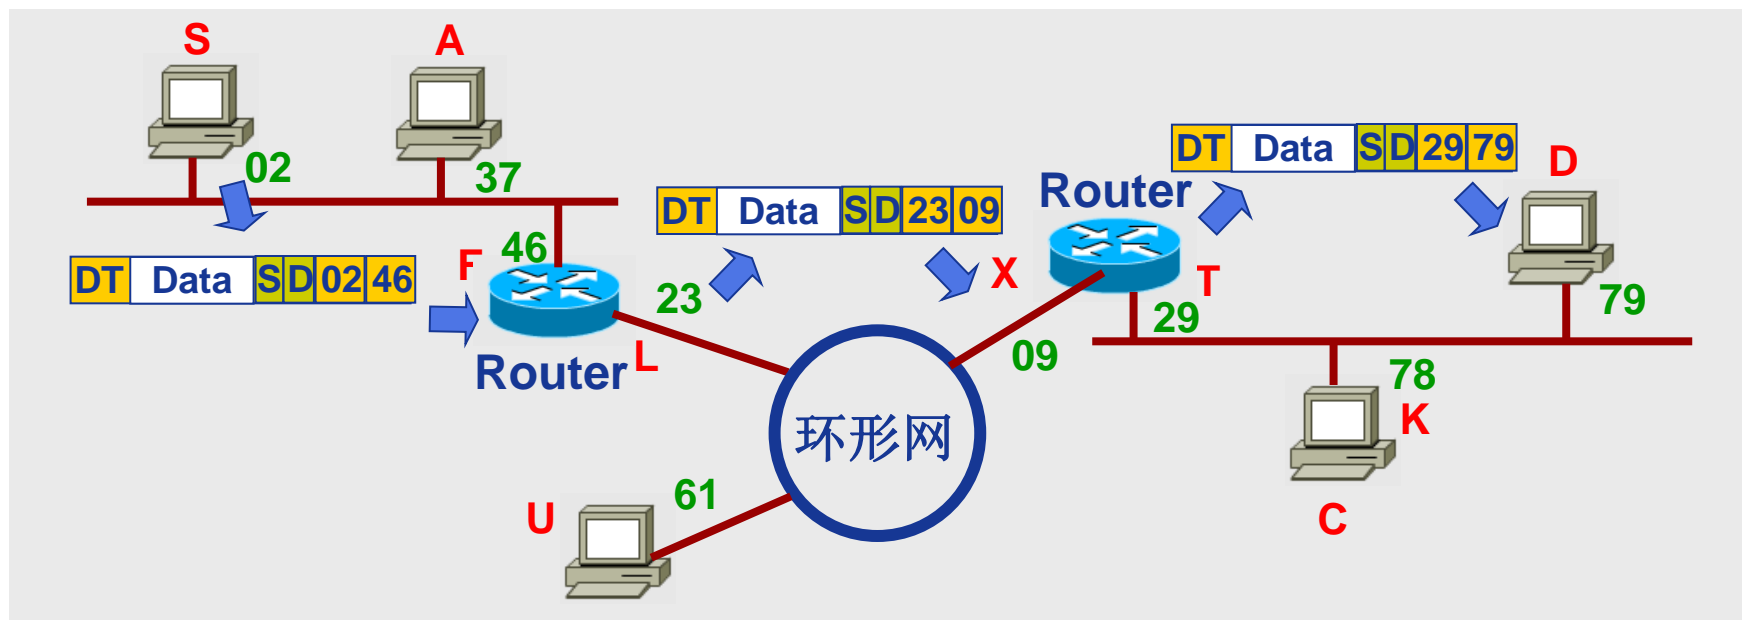 S
A
02
37
DT Data S D 02 46
F
46
Router
L
23
DT Data S D 23 09
X
Router
T
09
29
DT Data S D 29 79
D
79
78
K
C
环形网
61
U